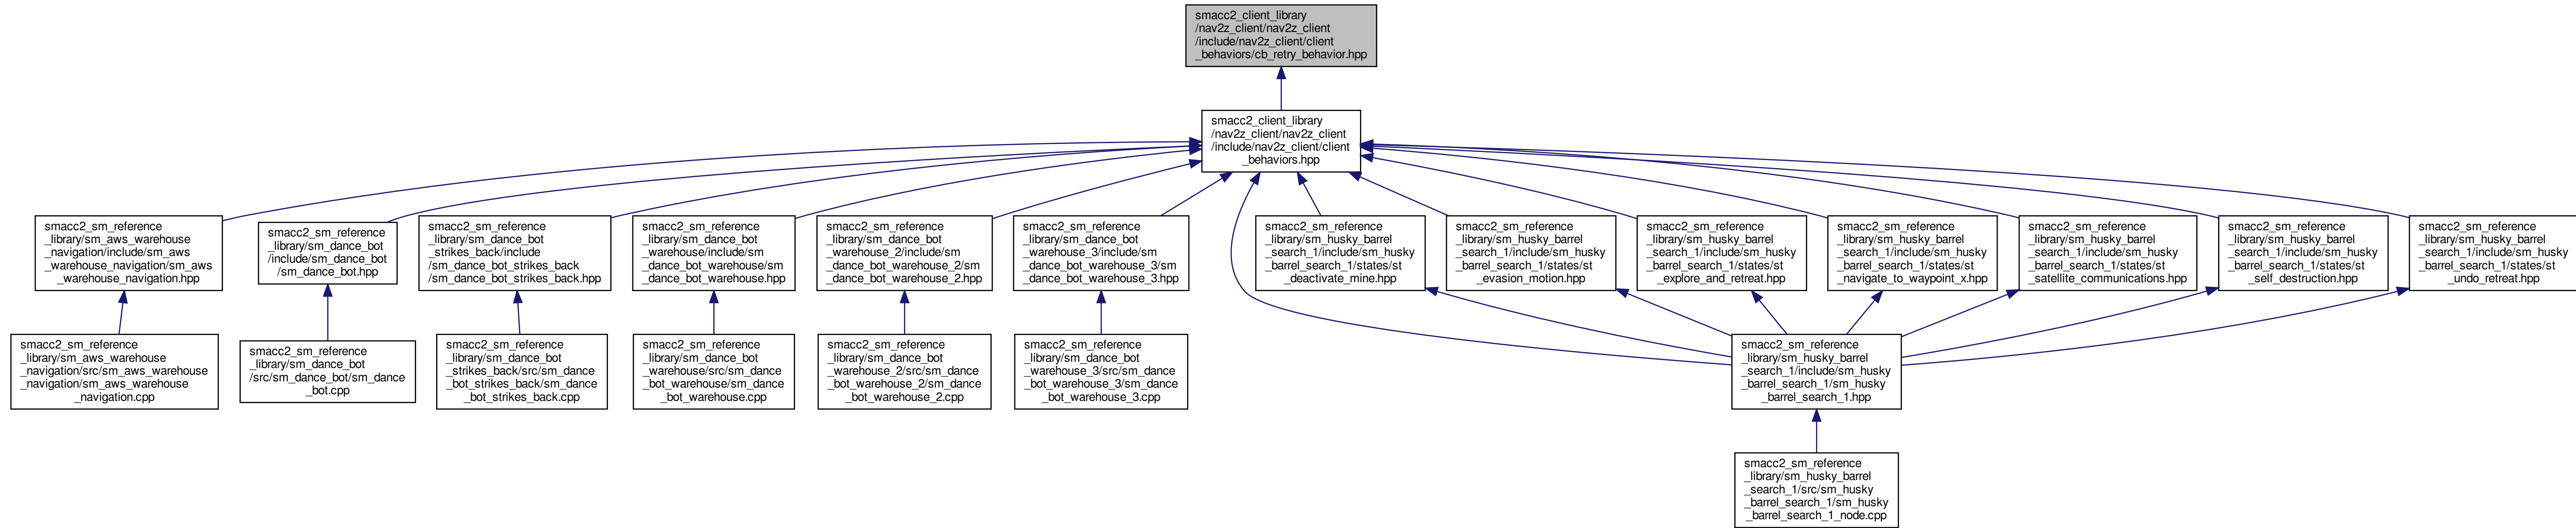 smacc2_client_library
/nav2z_client/nav2z_client
/include/nav2z_client/client
_behaviors/cb_retry_behavior.hpp
smacc2_client_library
/nav2z_client/nav2z_client
/include/nav2z_client/client
_behaviors.hpp
smacc2_sm_reference
_library/sm_aws_warehouse
_navigation/include/sm_aws
_warehouse_navigation/sm_aws
_warehouse_navigation.hpp
smacc2_sm_reference
_library/sm_dance_bot
/include/sm_dance_bot
/sm_dance_bot.hpp
smacc2_sm_reference
_library/sm_dance_bot
_strikes_back/include
/sm_dance_bot_strikes_back
/sm_dance_bot_strikes_back.hpp
smacc2_sm_reference
_library/sm_dance_bot
_warehouse/include/sm
_dance_bot_warehouse/sm
_dance_bot_warehouse.hpp
smacc2_sm_reference
_library/sm_dance_bot
_warehouse_2/include/sm
_dance_bot_warehouse_2/sm
_dance_bot_warehouse_2.hpp
smacc2_sm_reference
_library/sm_dance_bot
_warehouse_3/include/sm
_dance_bot_warehouse_3/sm
_dance_bot_warehouse_3.hpp
smacc2_sm_reference
_library/sm_husky_barrel
_search_1/include/sm_husky
_barrel_search_1/states/st
_deactivate_mine.hpp
smacc2_sm_reference
_library/sm_husky_barrel
_search_1/include/sm_husky
_barrel_search_1/states/st
_evasion_motion.hpp
smacc2_sm_reference
_library/sm_husky_barrel
_search_1/include/sm_husky
_barrel_search_1/states/st
_explore_and_retreat.hpp
smacc2_sm_reference
_library/sm_husky_barrel
_search_1/include/sm_husky
_barrel_search_1/states/st
_navigate_to_waypoint_x.hpp
smacc2_sm_reference
_library/sm_husky_barrel
_search_1/include/sm_husky
_barrel_search_1/states/st
_satellite_communications.hpp
smacc2_sm_reference
_library/sm_husky_barrel
_search_1/include/sm_husky
_barrel_search_1/states/st
_self_destruction.hpp
smacc2_sm_reference
_library/sm_husky_barrel
_search_1/include/sm_husky
_barrel_search_1/states/st
_undo_retreat.hpp
smacc2_sm_reference
_library/sm_aws_warehouse
_navigation/src/sm_aws_warehouse
_navigation/sm_aws_warehouse
_navigation.cpp
smacc2_sm_reference
_library/sm_dance_bot
/src/sm_dance_bot/sm_dance
_bot.cpp
smacc2_sm_reference
_library/sm_dance_bot
_strikes_back/src/sm_dance
_bot_strikes_back/sm_dance
_bot_strikes_back.cpp
smacc2_sm_reference
_library/sm_dance_bot
_warehouse/src/sm_dance
_bot_warehouse/sm_dance
_bot_warehouse.cpp
smacc2_sm_reference
_library/sm_dance_bot
_warehouse_2/src/sm_dance
_bot_warehouse_2/sm_dance
_bot_warehouse_2.cpp
smacc2_sm_reference
_library/sm_dance_bot
_warehouse_3/src/sm_dance
_bot_warehouse_3/sm_dance
_bot_warehouse_3.cpp
smacc2_sm_reference
_library/sm_husky_barrel
_search_1/include/sm_husky
_barrel_search_1/sm_husky
_barrel_search_1.hpp
smacc2_sm_reference
_library/sm_husky_barrel
_search_1/src/sm_husky
_barrel_search_1/sm_husky
_barrel_search_1_node.cpp